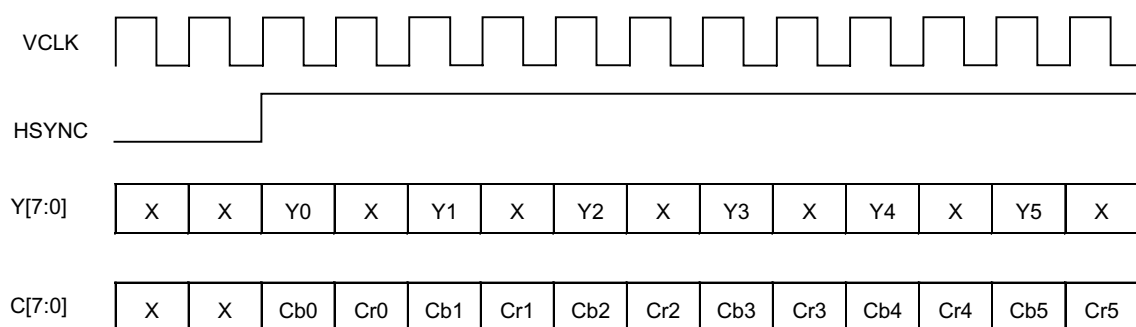 VCLK
HSYNC
Y[7:0] X X Y0 X Y1 X Y2 X Y3 X Y4 X Y5 X
C[7:0] X X Cb0 Cr0 Cb1 Cr1 Cb2 Cr2 Cb3 Cr3 Cb4 Cr4 Cb5 Cr5